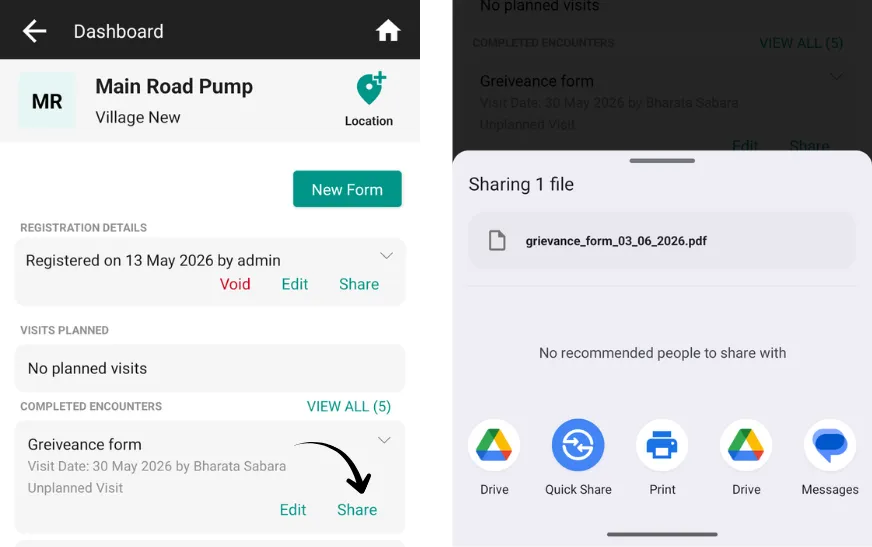 Dashboard
MR
Main Road Pump
Village New
Location
New Form
REGISTRATION DETAILS
Registered on 13 May 2026 by admin
Void Edit Share
VISITS PLANNED
No planned visits
COMPLETED ENCOUNTERS VIEW ALL (5)
Greiveance form
Visit Date: 30 May 2026 by Bharata Sabara
Unplanned Visit
Edit Share
No planned visits
COMPLETED ENCOUNTERS VIEW ALL (5)
Greiveance form
Visit Date: 30 May 2026 by Bharata Sabara
Unplanned Visit
Edit Share
Sharing 1 file
grievance_form_03_06_2026.pdf
No recommended people to share with
Drive Quick Share Print Drive Messages